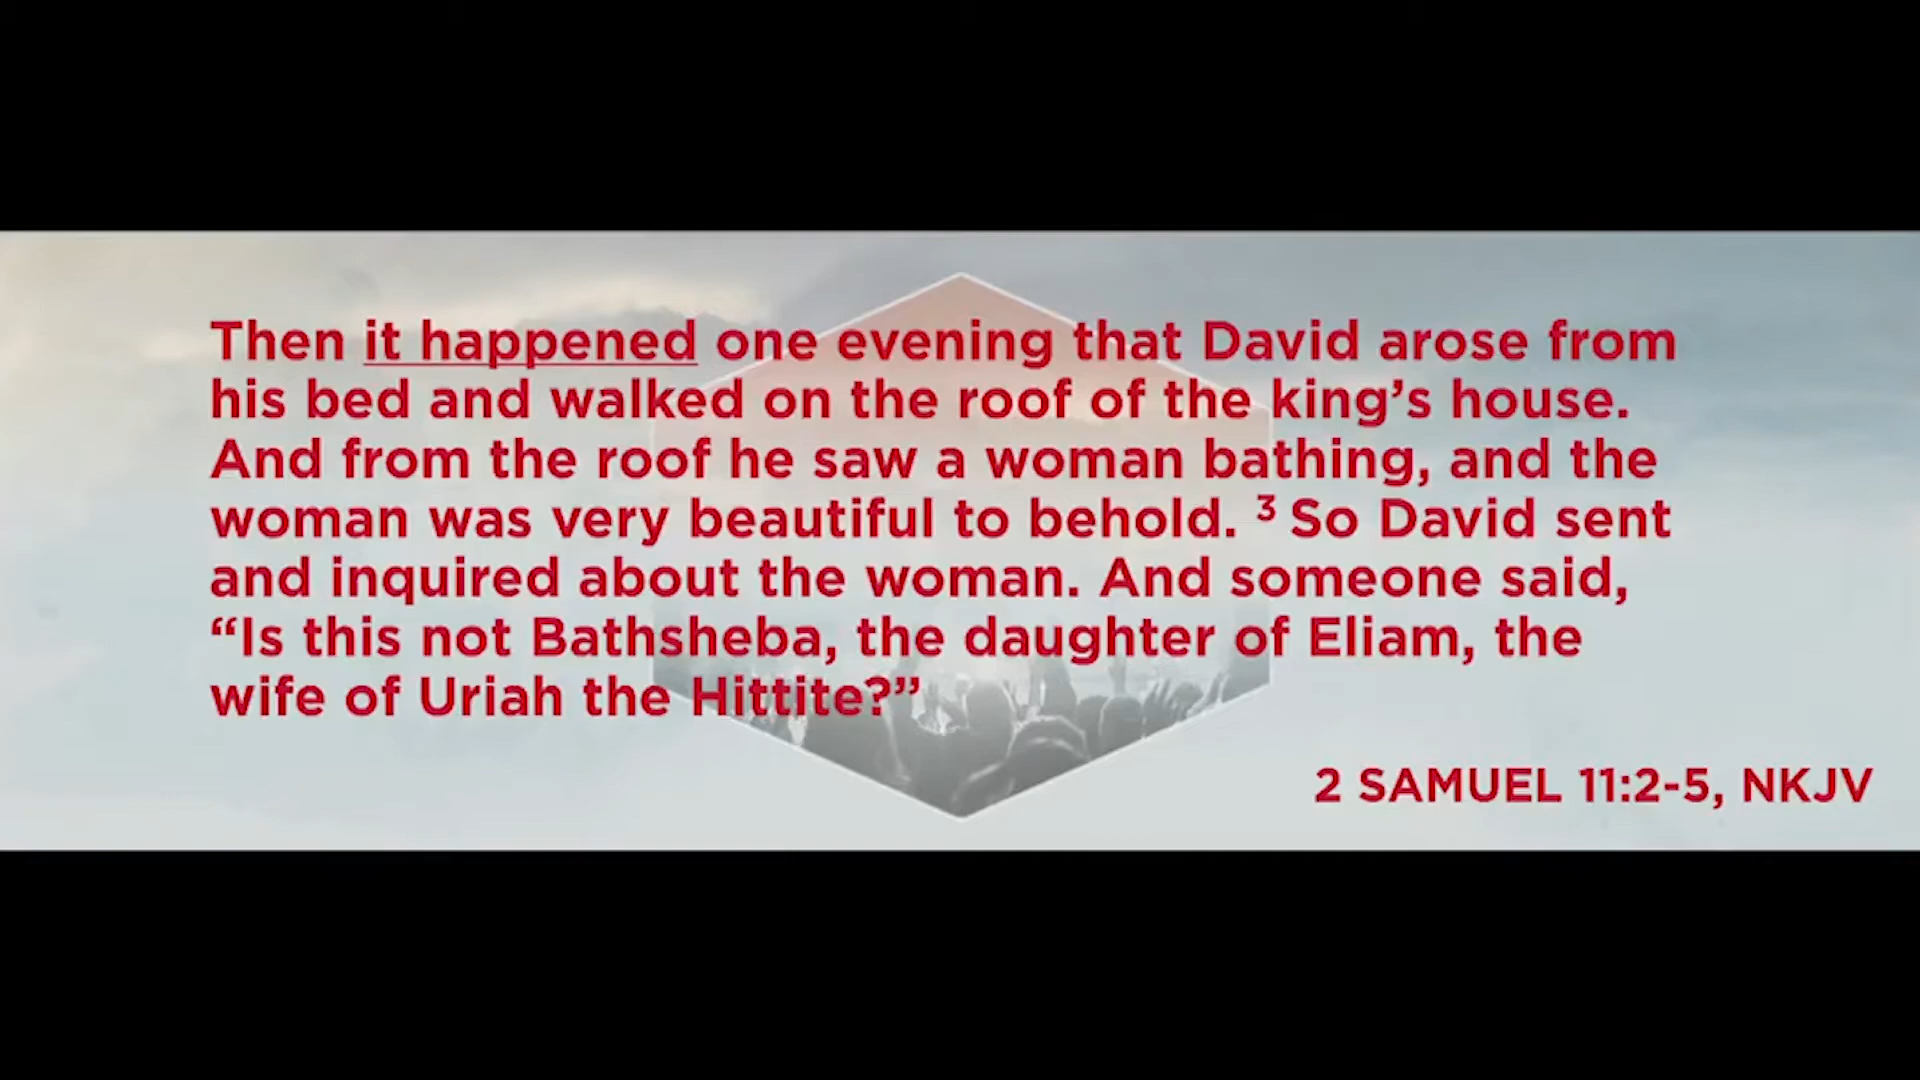 Then it happened one evening that David arose from
his bed and walked on the roof of the king’s house.
And from the roof he saw a woman bathing, and the
woman was very beautiful to behold. ³ So David sent
and inquired about the woman. And someone said,
“Is this not Bathsheba, the daughter of Eliam, the
wife of Uriah the Hittite?”
2 SAMUEL 11:2-5, NKJV